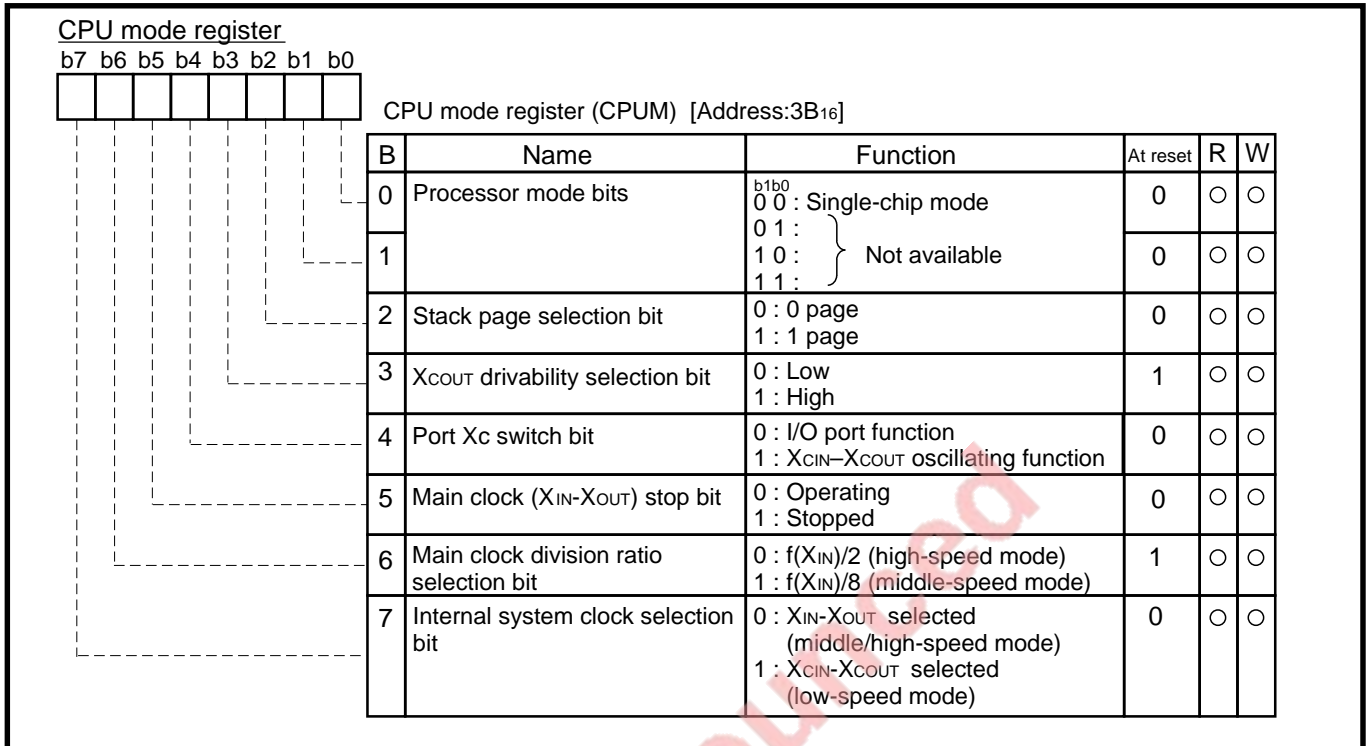 CPU mode register
b7 b6 b5 b4 b3 b2 b1 b0
CPU mode register (CPUM) [Address:3B16]
B Name Function At reset R W
0 Processor mode bits b1b0 0 ○ ○
0 0 : Single-chip mode
0 1 :
1 1 0 : Not available 0 ○ ○
1 1 :
2 Stack page selection bit 0 : 0 page 0 ○ ○
1 : 1 page
3 XCOUT drivability selection bit 0 : Low 1 ○ ○
1 : High
4 Port Xc switch bit 0 : I/O port function 0 ○ ○
1 : XCIN–XCOUT oscillating function
5 Main clock (XIN-XOUT) stop bit 0 : Operating 0 ○ ○
1 : Stopped
6 Main clock division ratio 0 : f(XIN)/2 (high-speed mode) 1 ○ ○
selection bit 1 : f(XIN)/8 (middle-speed mode)
7 Internal system clock selection 0 : XIN-XOUT selected 0 ○ ○
bit (middle/high-speed mode)
1 : XCIN-XCOUT selected
(low-speed mode)
ounced